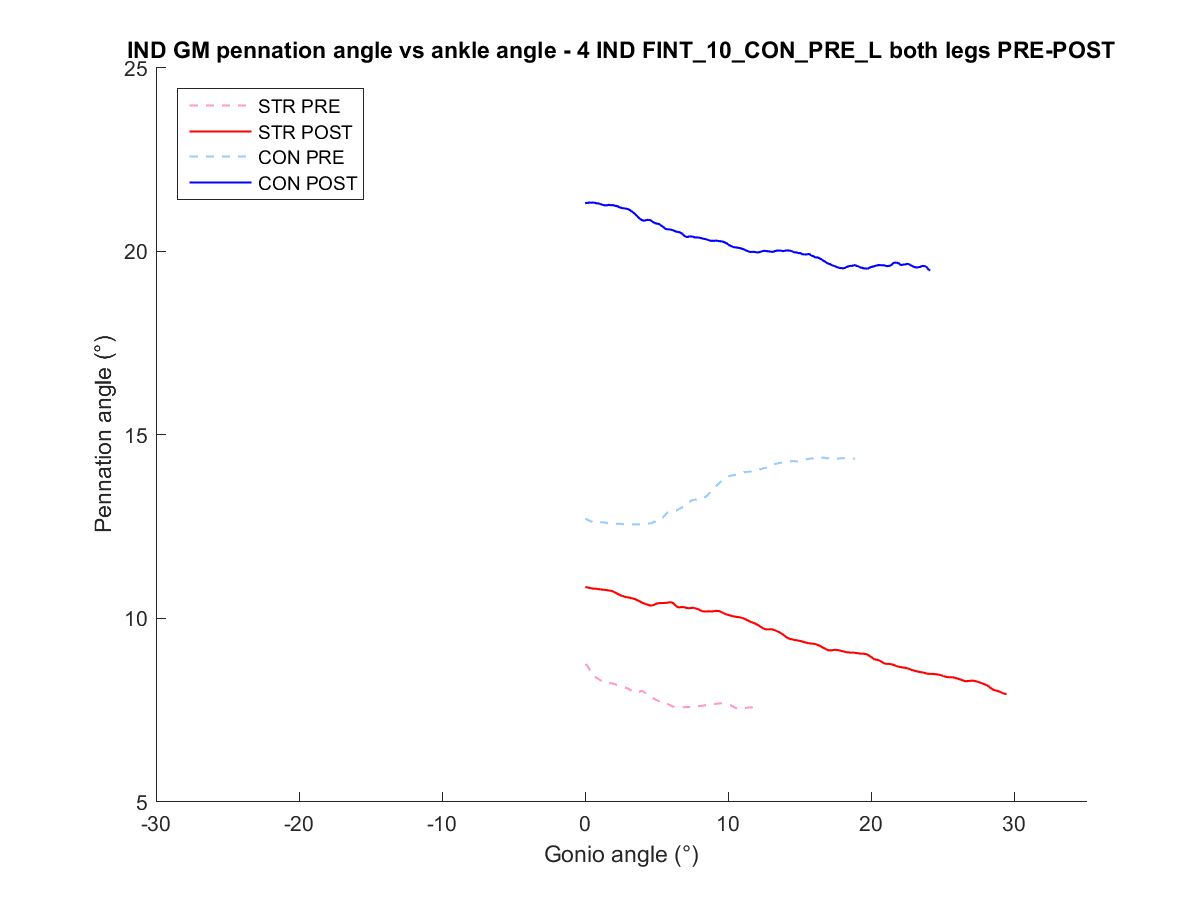 IND GM pennation angle vs ankle angle - 4 IND FINT_10_CON_PRE_L both legs PRE-POST
25
STR PRE
STR POST
CON PRE
CON POST
20
Pennation angle (°)
15
10
5
-30 -20 -10 0 10 20 30
Gonio angle (°)